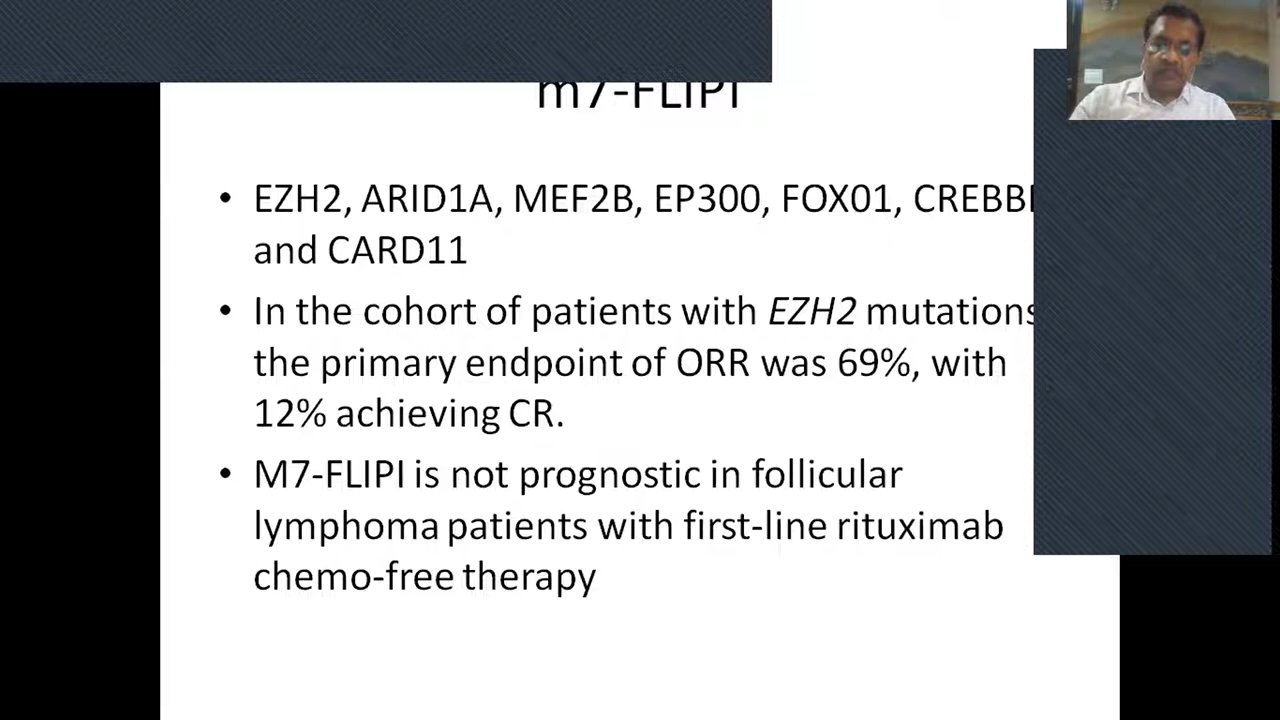 m7-FLIPI
• EZH2, ARID1A, MEF2B, EP300, FOX01,
and CARD11
• In the cohort of patients with EZH2 mutations
the primary endpoint of ORR was 69%, with
12% achieving CR.
• M7-FLIPI is not prognostic in follicular
lymphoma patients with first-line rituximab
chemo-free therapy